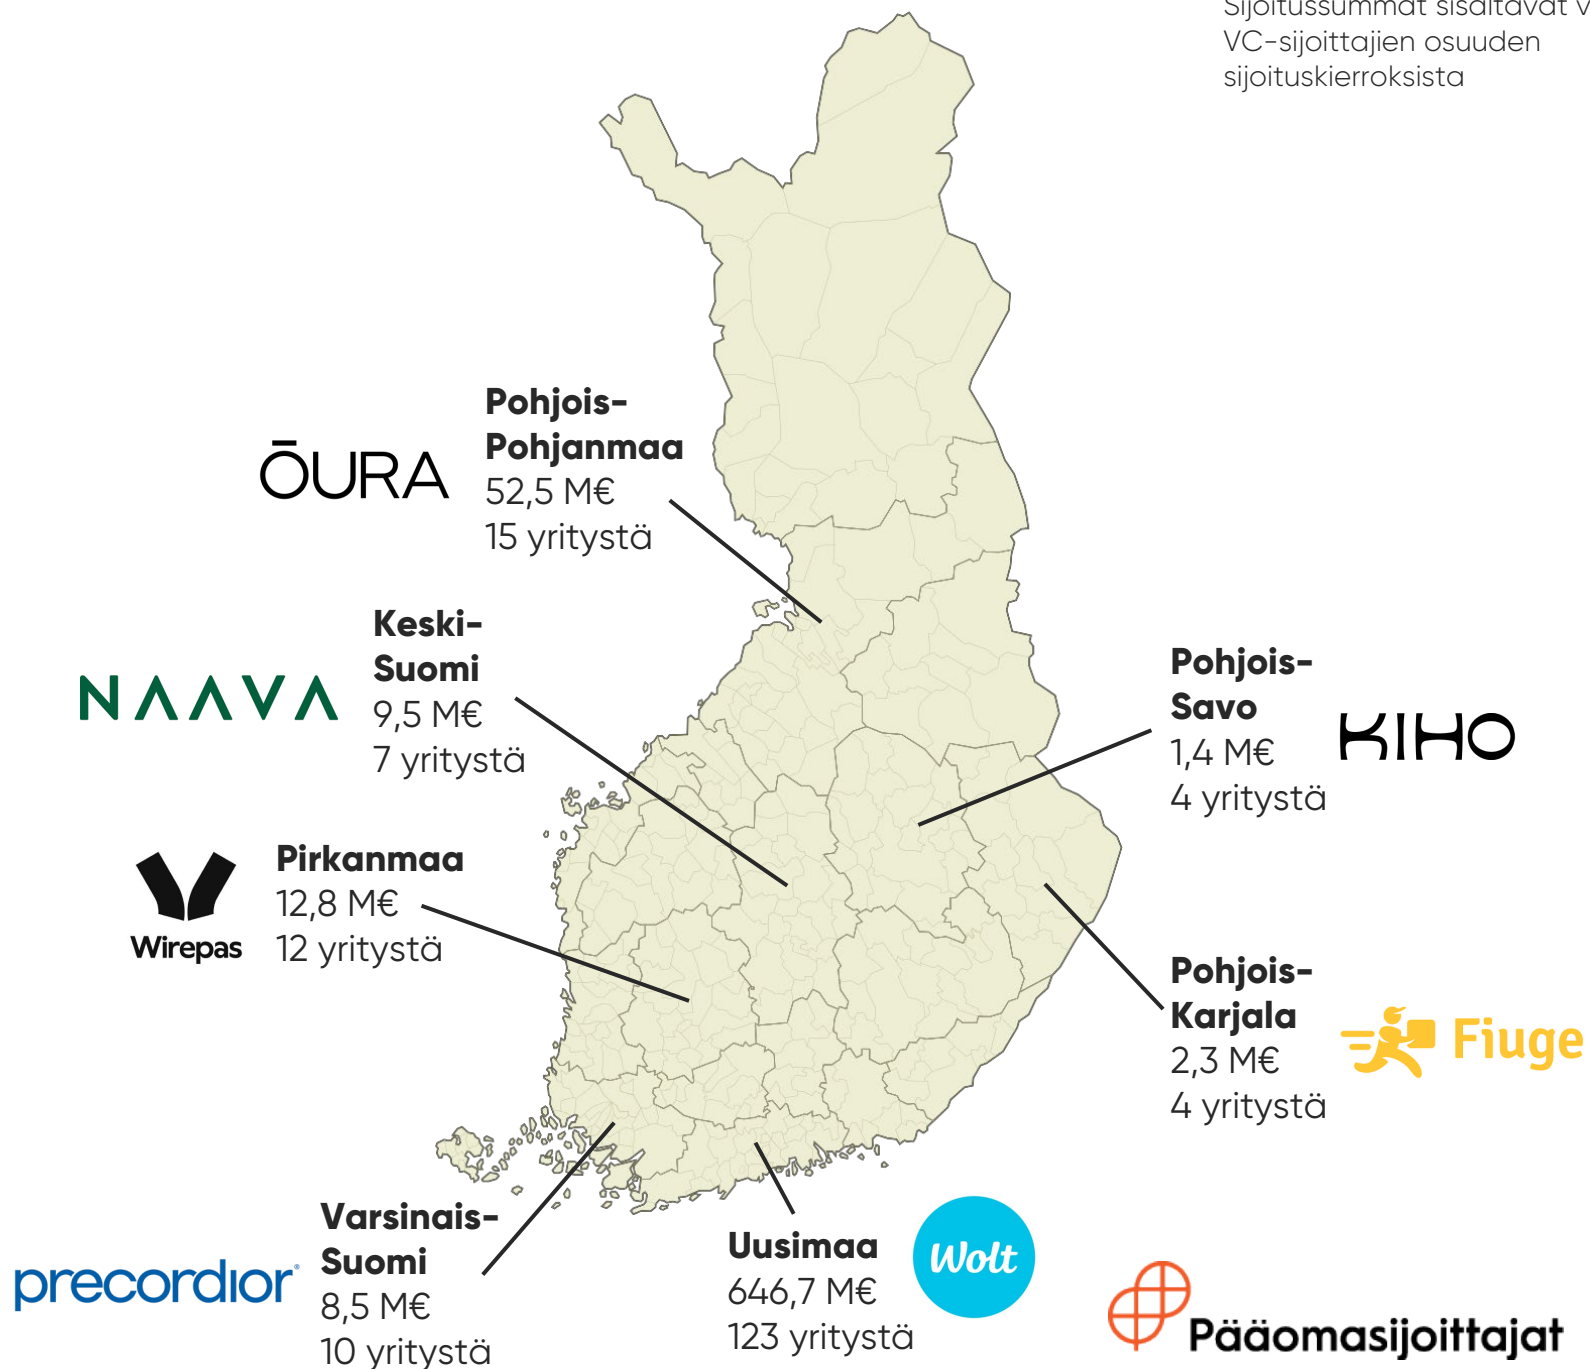 Sijoitussummat sisältävät
VC-sijoittajien osuuden
sijoituskierroksista
Pohjois-
Pohjanmaa
52,5 M€
15 yritystä
ŌURA
Keski-
Suomi
9,5 M€
7 yritystä
NAAVA
Pohjois-
Savo
1,4 M€
4 yritystä
KIHO
Pirkanmaa
12,8 M€
12 yritystä
Wirepas
Pohjois-
Karjala
2,3 M€
4 yritystä
Fiuge
Varsinais-
Suomi
8,5 M€
10 yritystä
precordior
Uusimaa
646,7 M€
123 yritystä
Wolt
Pääomasijoittajat